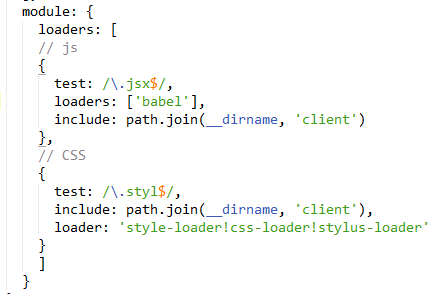 module: {
loaders: [
// js
{
test: /\.jsx$/,
loaders: ['babel'],
include: path.join(__dirname, 'client')
},
// CSS
{
test: /\.styl$/,
include: path.join(__dirname, 'client'),
loader: 'style-loader!css-loader!stylus-loader'
}
]
}